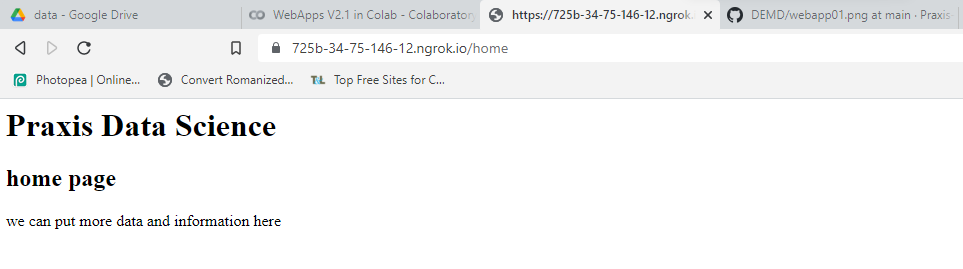 data - Google Drive
WebApps V2.1 in Colab - Colaboratory
https://725b-34-75-146-12.ngrok.
DEMD/webapp01.png at main · Praxis-
725b-34-75-146-12.ngrok.io/home
Photopea | Online...
Convert Romanized...
T4L Top Free Sites for C...
Praxis Data Science
home page
we can put more data and information here